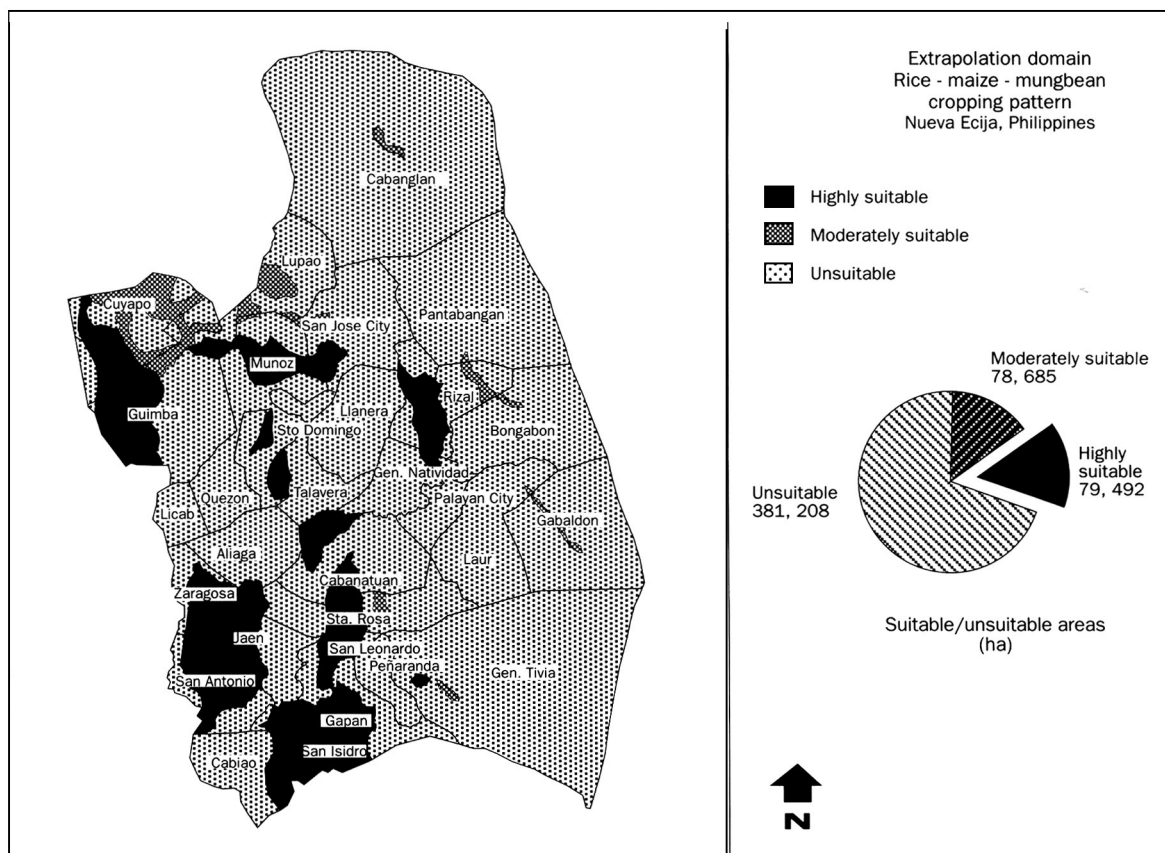 Extrapolation domain
Rice - maize - mungbean
cropping pattern
Nueva Ecija, Philippines
Highly suitable
Moderately suitable
Unsuitable
Cabanglan
Lupao
Cuyapo
San Jose City
Pantabangan
Munoz
Rizal
Guimba
Llanera
Sto Domingo
Bongabon
Gen. Natividad
Quezon
Talavera
Palayan City
Licab
Gabaldon
Aliaga
Laur
Cabanatuan
Zaragosa
Sta. Rosa
Jaen
San Leonardo
Peñaranda
San Antonio
Gen. Tivia
Gapan
San Isidro
Cabiao
Moderately suitable
78, 685
Highly
suitable
79, 492
Unsuitable
381, 208
Suitable/unsuitable areas
(ha)
N